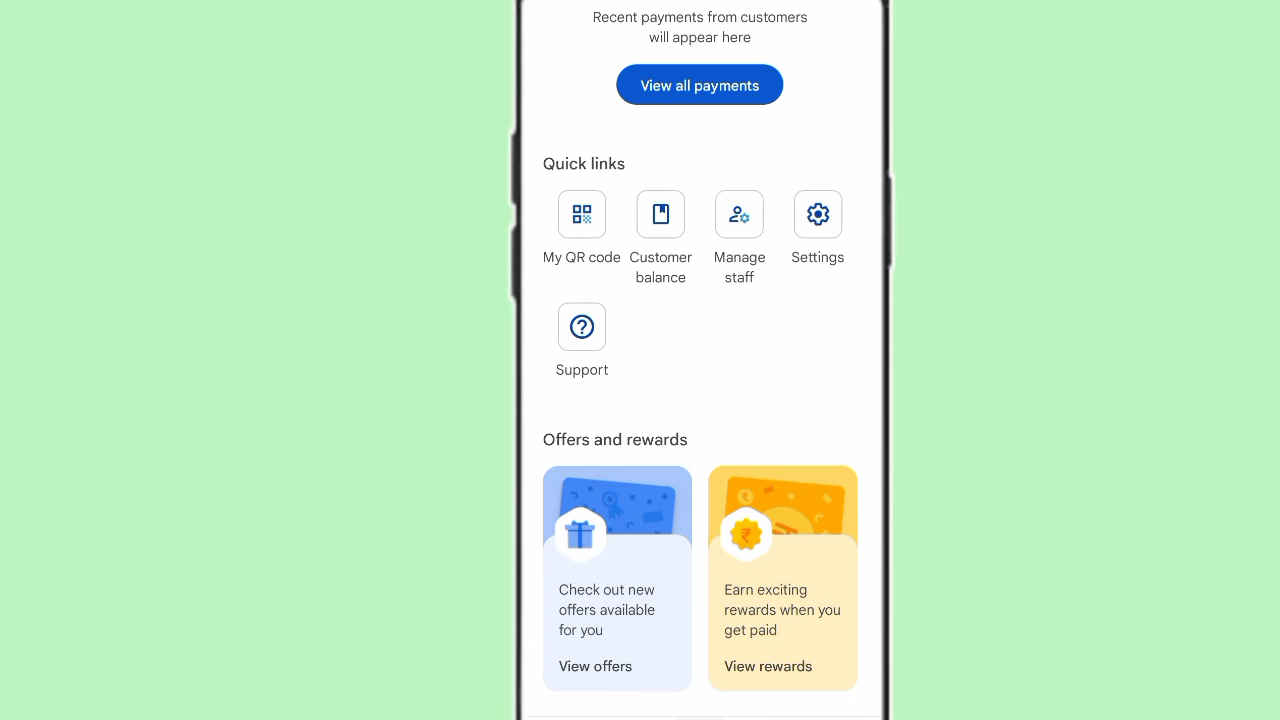 Recent payments from customers
will appear here
View all payments
Quick links
My QR code
Customer
balance
Manage
staff
Settings
Support
Offers and rewards
Check out new
offers available
for you
View offers
Earn exciting
rewards when you
get paid
View rewards